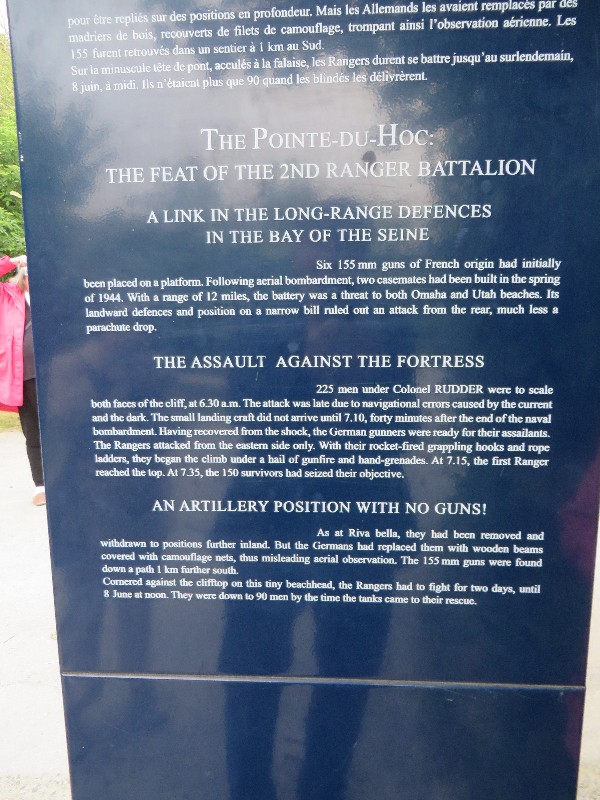 pour être repliés sur des positions en profondeur. Mais les Allemands les avaient remplacés par des
madriers de bois, recouverts de filets de camouflage, trompant ainsi l'observation aérienne. Les
155 furent retrouvés dans un sentier à 1 km au Sud.
Sur la minuscule tête de pont, acculés à la falaise, les Rangers durent se battre jusqu'au surlendemain,
8 juin, à midi. Ils n'étaient plus que 90 quand les blindés les délivrèrent.
THE POINTE-DU-HOC:
THE FEAT OF THE 2ND RANGER BATTALION
A LINK IN THE LONG-RANGE DEFENCES
IN THE BAY OF THE SEINE
Six 155 mm guns of French origin had initially
been placed on a platform. Following aerial bombardment, two casemates had been built in the spring
of 1944. With a range of 12 miles, the battery was a threat to both Omaha and Utah beaches. Its
landward defences and position on a narrow bill ruled out an attack from the rear, much less a
parachute drop.
THE ASSAULT AGAINST THE FORTRESS
225 men under Colonel RUDDER were to scale
both faces of the cliff, at 6.30 a.m. The attack was late due to navigational errors caused by the current
and the dark. The small landing craft did not arrive until 7.10, forty minutes after the end of the naval
bombardment. Having recovered from the shock, the German gunners were ready for their assailants.
The Rangers attacked from the eastern side only. With their rocket-fired grappling hooks and rope
ladders, they began the climb under a hail of gunfire and hand-grenades. At 7.15, the first Ranger
reached the top. At 7.35, the 150 survivors had seized their objective.
AN ARTILLERY POSITION WITH NO GUNS!
As at Riva bella, they had been removed and
withdrawn to positions further inland. But the Germans had replaced them with wooden beams
covered with camouflage nets, thus misleading aerial observation. The 155 mm guns were found
down a path 1 km further south.
Cornered against the clifftop on this tiny beachhead, the Rangers had to fight for two days, until
8 June at noon. They were down to 90 men by the time the tanks came to their rescue.